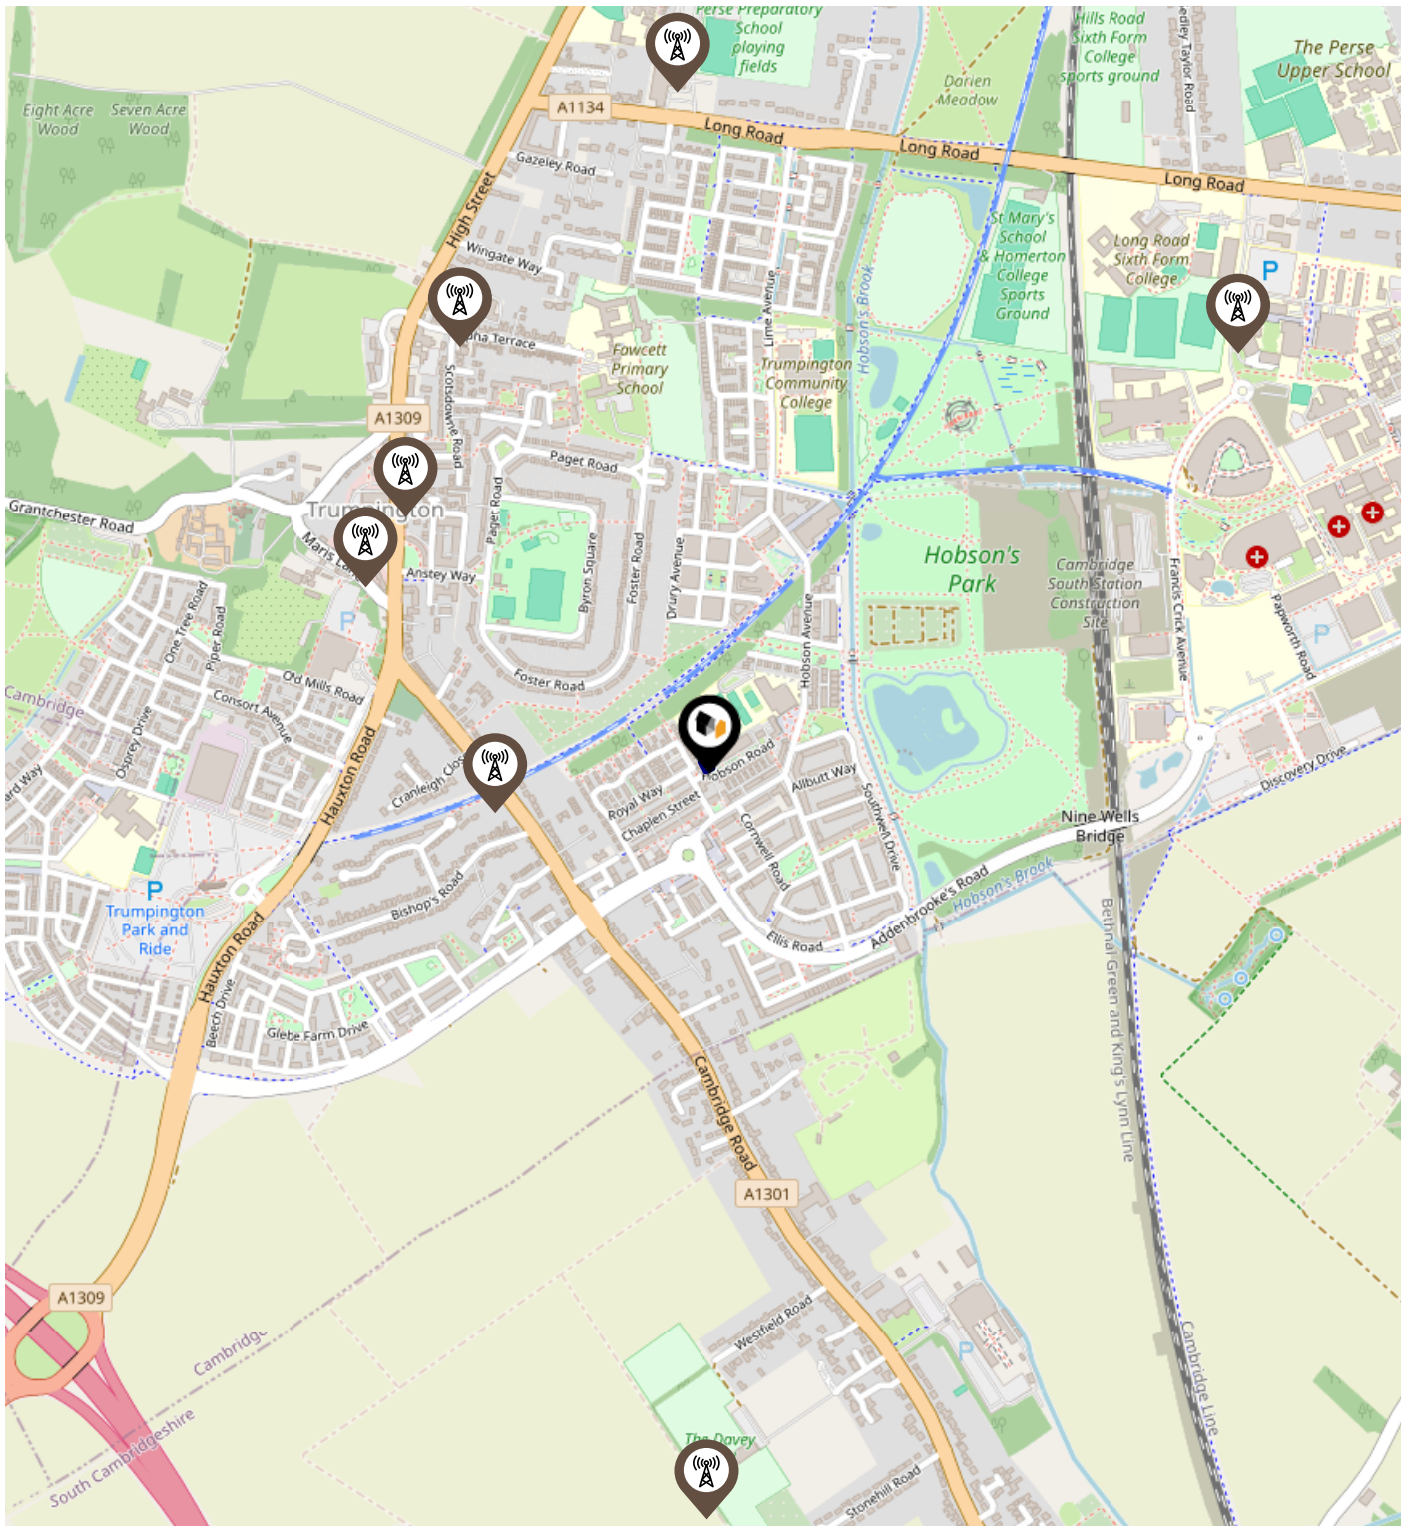 Perse Preparatory
School
playing
fields
Hills Road
Sixth Form
College
sports ground
The Perse
Upper School
Darien
Meadow
Eight Acre
Wood
Seven Acre
Wood
A1134
Long Road
Long Road
Long Road
Gazeley Road
High Street
Wingate Way
St Mary's
School
& Homerton
College
Sports
Ground
Long Road
Sixth Form
College
P
Hobson's Brook
Lime Avenue
Terrace
Fawcett
Primary
School
Trumpington
Community
College
Scotsdowne Road
A1309
Paget Road
Grantchester Road
Trumpington
Maris
Anstey Way
Pager Road
Byron Square
Foster Road
Drury Avenue
Hobson's
Park
Cambridge
South Station
Construction
Site
Francis Crick Avenue
Papworth Road
P
P
One Tree Road
Piper Road
Old Mills Road
Consort Avenue
Osprey Drive
Cambridge
Foster Road
Hobson Avenue
Hauxton Road
Cranleigh
Hobson Road
Royal Way
Chaplen Street
Allbutt Way
Cornwell Road
Southwell Drive
Discovery Drive
Nine Wells
Bridge
P
Trumpington
Park and
Ride
Bishop's Road
Addenbrooke's Road
Hobson's Brook
Ellis Road
Hauxton Road
Beech Drive
Glebe Farm Drive
Bethnal Green and King's Lynn Line
Cambridge Road
A1301
A1309
Cambridge
South Cambridgeshire
Westfield Road
P
Cambridge Line
The Davey
Stonehill Road